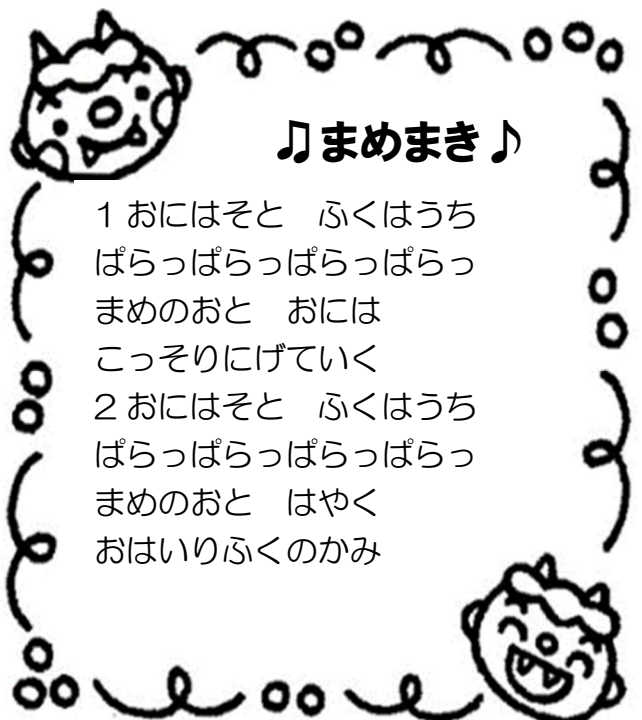 ♫まめまき♪
1 おにはそと　ふくはうち
ぱらっぱらっぱらっぱらっ
まめのおと　おには
こっそりにげていく
2 おにはそと　ふくはうち
ぱらっぱらっぱらっぱらっ
まめのおと　はやく
おはいりふくのかみ